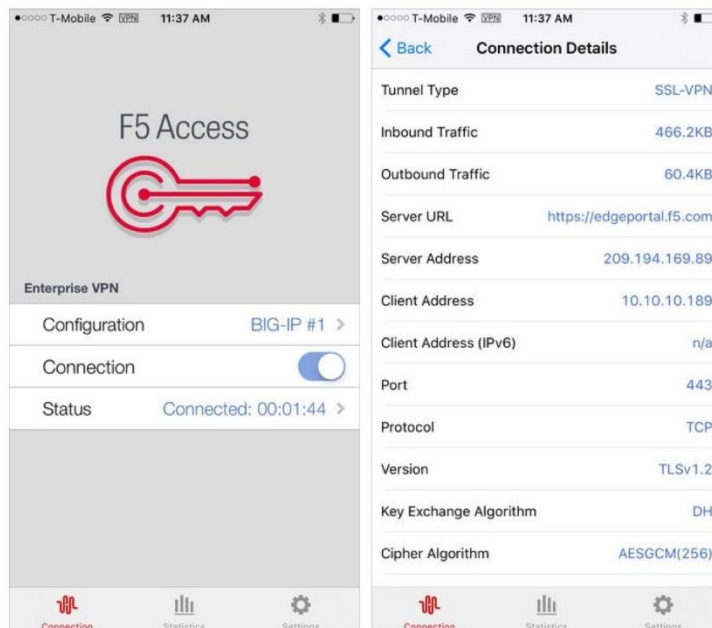 T-Mobile VPN 11:37 AM
F5 Access
Enterprise VPN
Configuration BIG-IP #1
Connection
Status Connected: 00:01:44
Connection Statistics Settings
T-Mobile VPN 11:37 AM
Back Connection Details
Tunnel Type SSL-VPN
Inbound Traffic 466.2KB
Outbound Traffic 60.4KB
Server URL https://edgeportal.f5.com
Server Address 209.194.169.89
Client Address 10.10.10.189
Client Address (IPv6) n/a
Port 443
Protocol TCP
Version TLSv1.2
Key Exchange Algorithm DH
Cipher Algorithm AESGCM(256)
Connection Statistics Settings